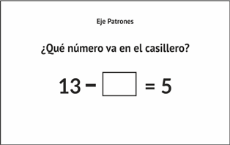 Eje Patrones
¿Qué número va en el casillero?
13 - = 5